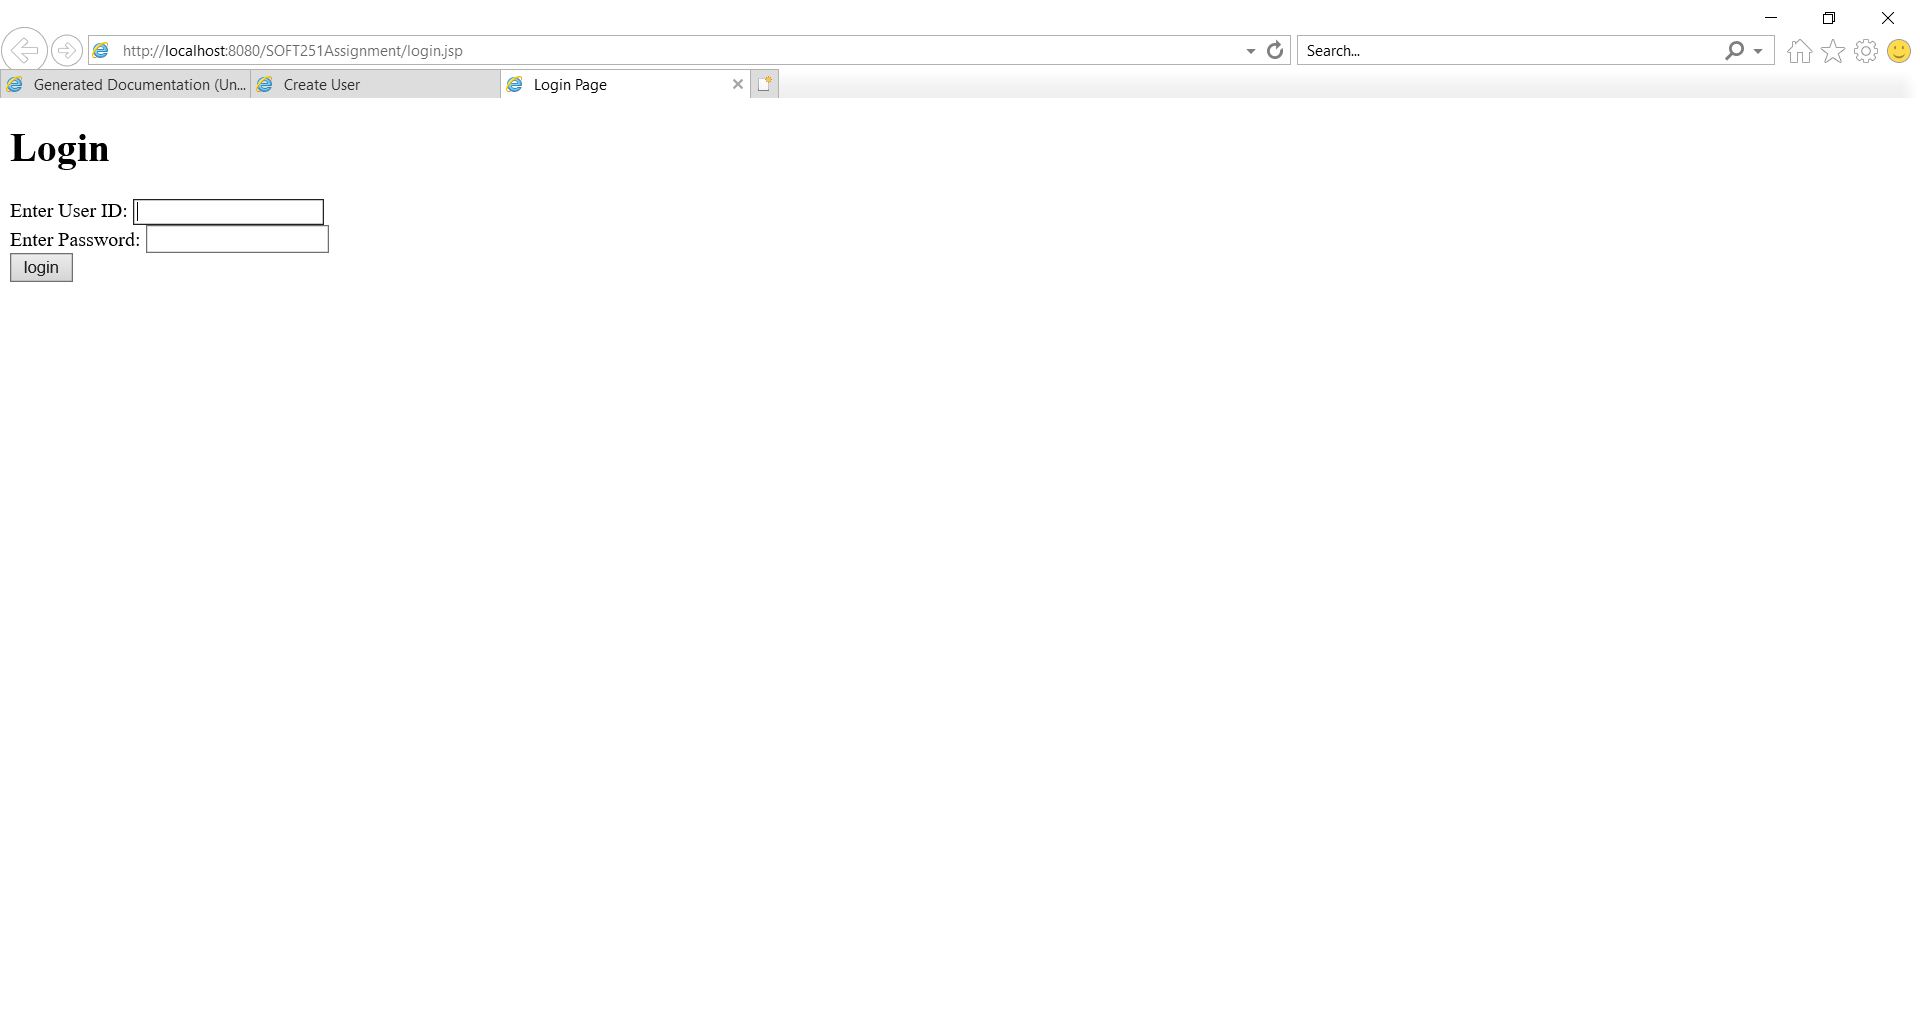 http://localhost:8080/SOFT251Assignment/login.jsp
Search...
Generated Documentation (Un...
Create User
Login Page
Login
Enter User ID:
Enter Password:
login